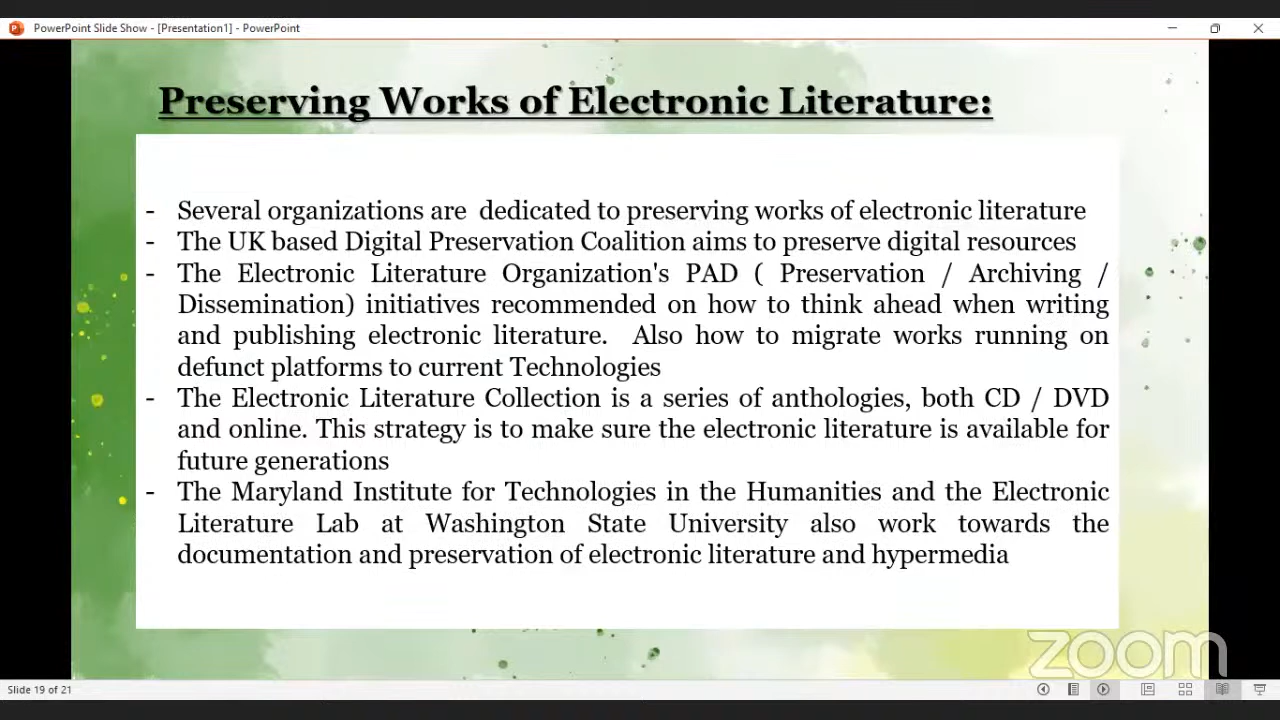 PowerPoint Slide Show - [Presentation1] - PowerPoint
Preserving Works of Electronic Literature:
- Several organizations are  dedicated to preserving works of electronic literature
- The UK based Digital Preservation Coalition aims to preserve digital resources
- The Electronic Literature Organization's PAD ( Preservation / Archiving /
Dissemination) initiatives recommended on how to think ahead when writing
and publishing electronic literature.  Also how to migrate works running on
defunct platforms to current Technologies
- The Electronic Literature Collection is a series of anthologies, both CD / DVD
and online. This strategy is to make sure the electronic literature is available for
future generations
- The Maryland Institute for Technologies in the Humanities and the Electronic
Literature Lab at Washington State University also work towards the
documentation and preservation of electronic literature and hypermedia
zoom
Slide 19 of 21